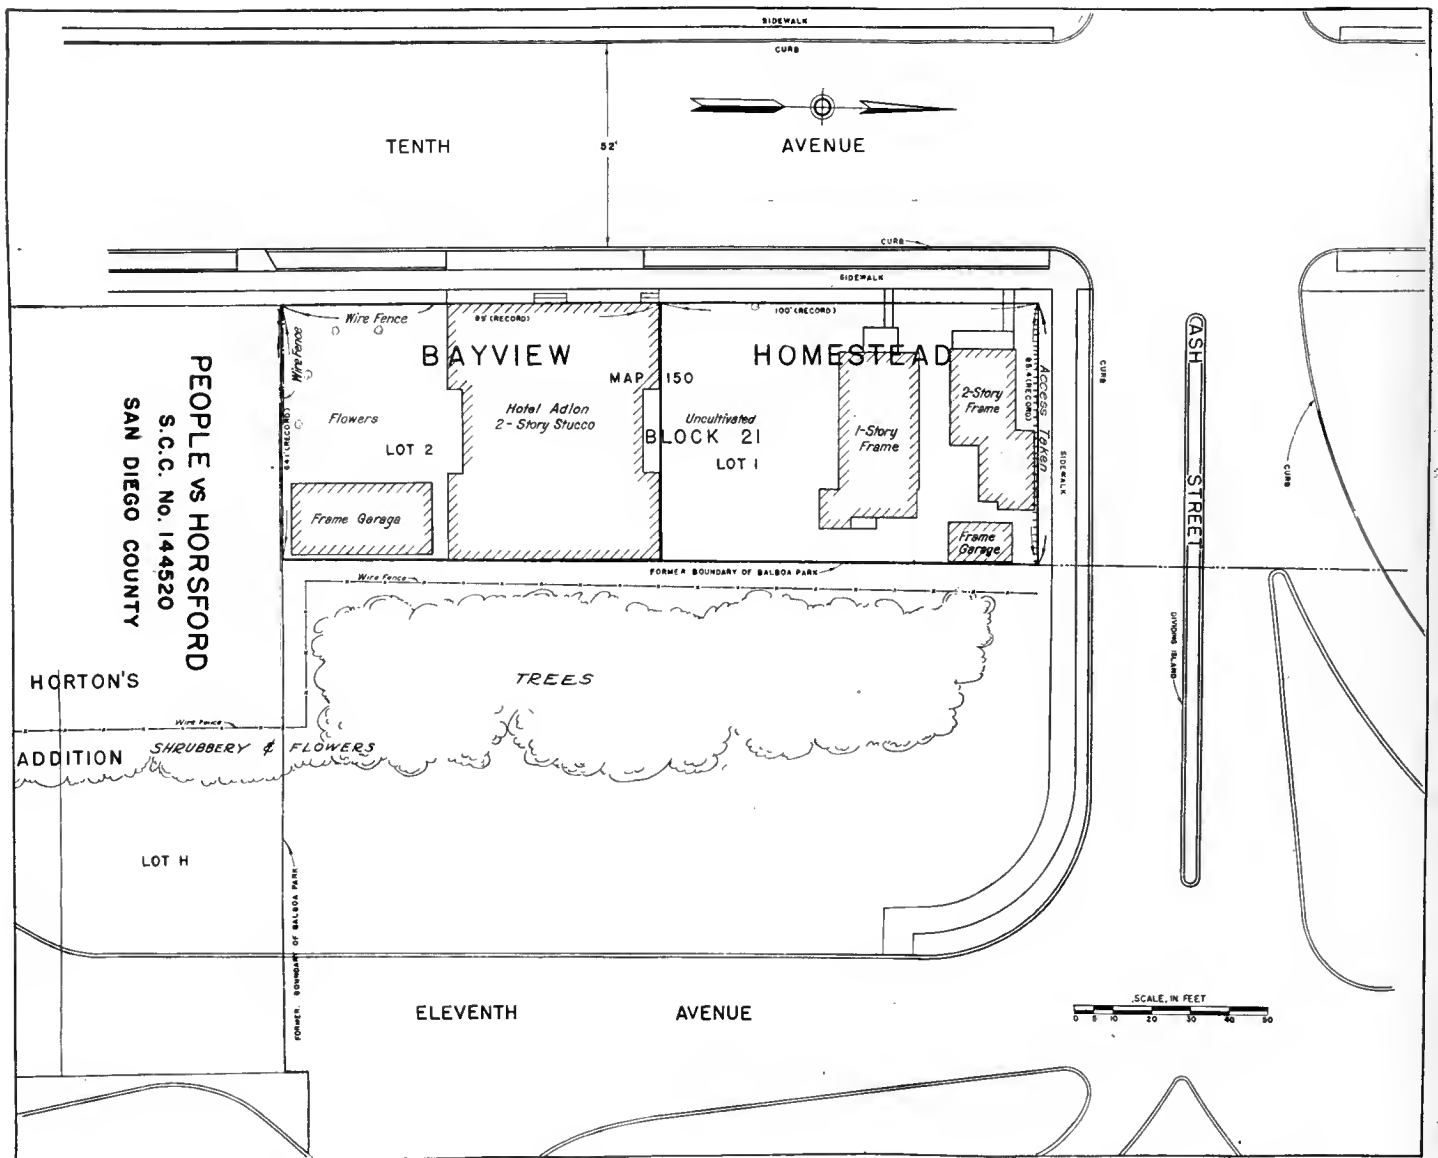 SIDEWALK
CURB
TENTH AVENUE
52'
CURB
SIDEWALK
Wire Fence
95' (RECORD)
100' (RECORD)
Wire Fence
BAYVIEW HOMESTEAD
MAP 150
Access Taken
CURB
ASH STREET
Flowers
Hotel Adlon
2-Story Stucco
Uncultivated
BLOCK 21
LOT 2
LOT 1
1-Story
Frame
2-Story
Frame
SIDEWALK
CURB
Frame Garage
Frame
Garage
PEOPLE VS HORSFORD
S.C.C. No. 144520
SAN DIEGO COUNTY
FORMER BOUNDARY OF BALBOA PARK
Wire Fence
DIVIDING ISLAND
TREES
HORTON'S
Wire Fence
ADDITION
SHRUBBERY & FLOWERS
LOT H
FORMER BOUNDARY OF BALBOA PARK
ELEVENTH AVENUE
SCALE, IN FEET
0 5 10 20 30 40 50